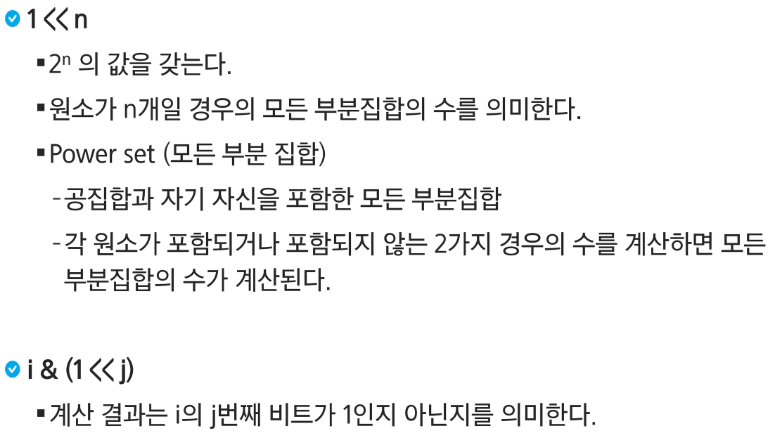 1 << n
▪2ⁿ 의 값을 갖는다.
▪원소가 n개일 경우의 모든 부분집합의 수를 의미한다.
▪Power set (모든 부분 집합)
-공집합과 자기 자신을 포함한 모든 부분집합
-각 원소가 포함되거나 포함되지 않는 2가지 경우의 수를 계산하면 모든
부분집합의 수가 계산된다.
i & (1 << j)
▪계산 결과는 i의 j번째 비트가 1인지 아닌지를 의미한다.